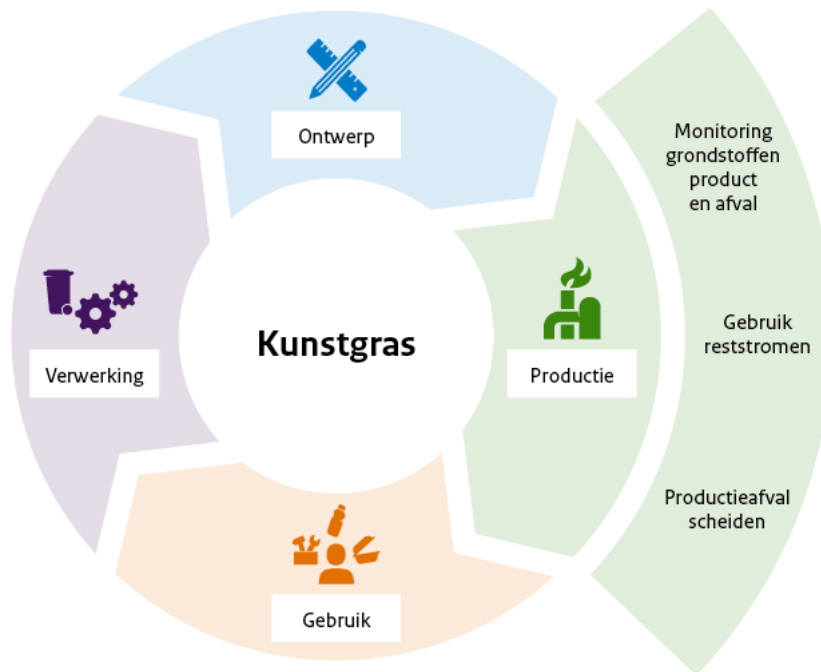 Ontwerp
Monitoring
grondstoffen
product
en afval
Kunstgras
Gebruik
reststromen
Verwerking
Productie
Productieafval
scheiden
Gebruik